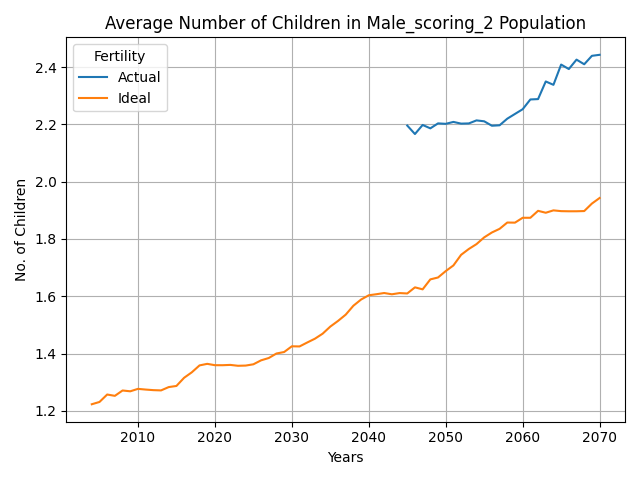 Average Number of Children in Male_scoring_2 Population
Fertility
Actual
Ideal
No. of Children
2.4
2.2
2.0
1.8
1.6
1.4
1.2
2010 2020 2030 2040 2050 2060 2070
Years